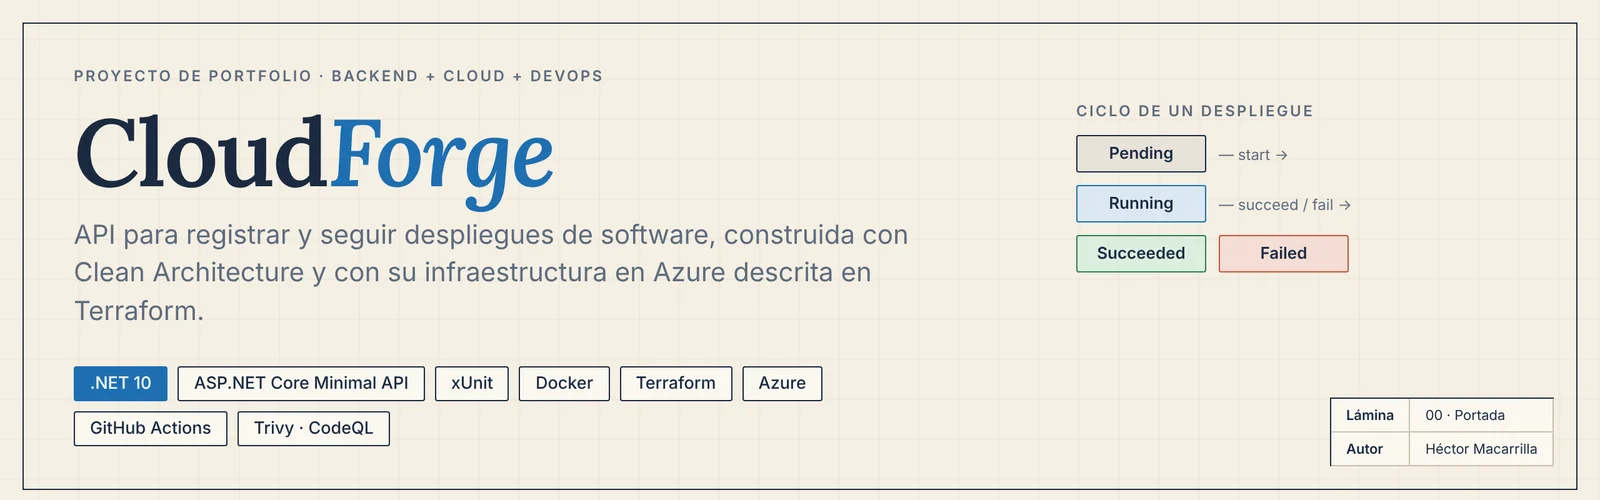 PROYECTO DE PORTFOLIO · BACKEND + CLOUD + DEVOPS
CloudForge
API para registrar y seguir despliegues de software, construida con
Clean Architecture y con su infraestructura en Azure descrita en
Terraform.
.NET 10 ASP.NET Core Minimal API xUnit Docker Terraform Azure
GitHub Actions Trivy · CodeQL
CICLO DE UN DESPLIEGUE
Pending — start →
Running — succeed / fail →
Succeeded Failed
Lámina 00 · Portada
Autor Héctor Macarrilla